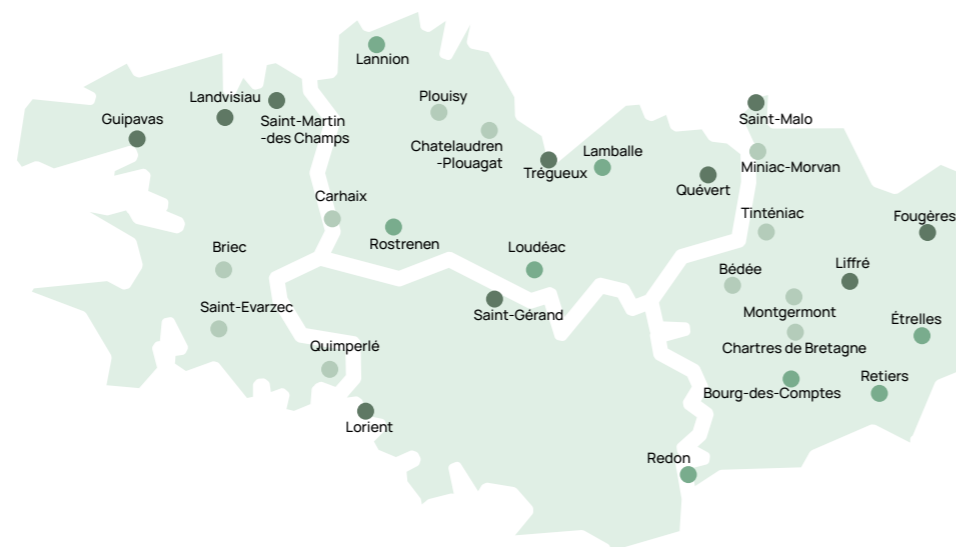 Lannion
Landvisiau
Plouisy
Guipavas
Saint-Martin
-des Champs
Saint-Malo
Chatelaudren
-Plouagat
Lamballe
Trégueux
Miniac-Morvan
Quévert
Carhaix
Tinténiac
Fougères
Rostrenen
Briec
Loudéac
Liffré
Bédée
Saint-Evarzec
Saint-Gérand
Montgermont
Étrelles
Quimperlé
Chartres de Bretagne
Retiers
Bourg-des-Comptes
Lorient
Redon